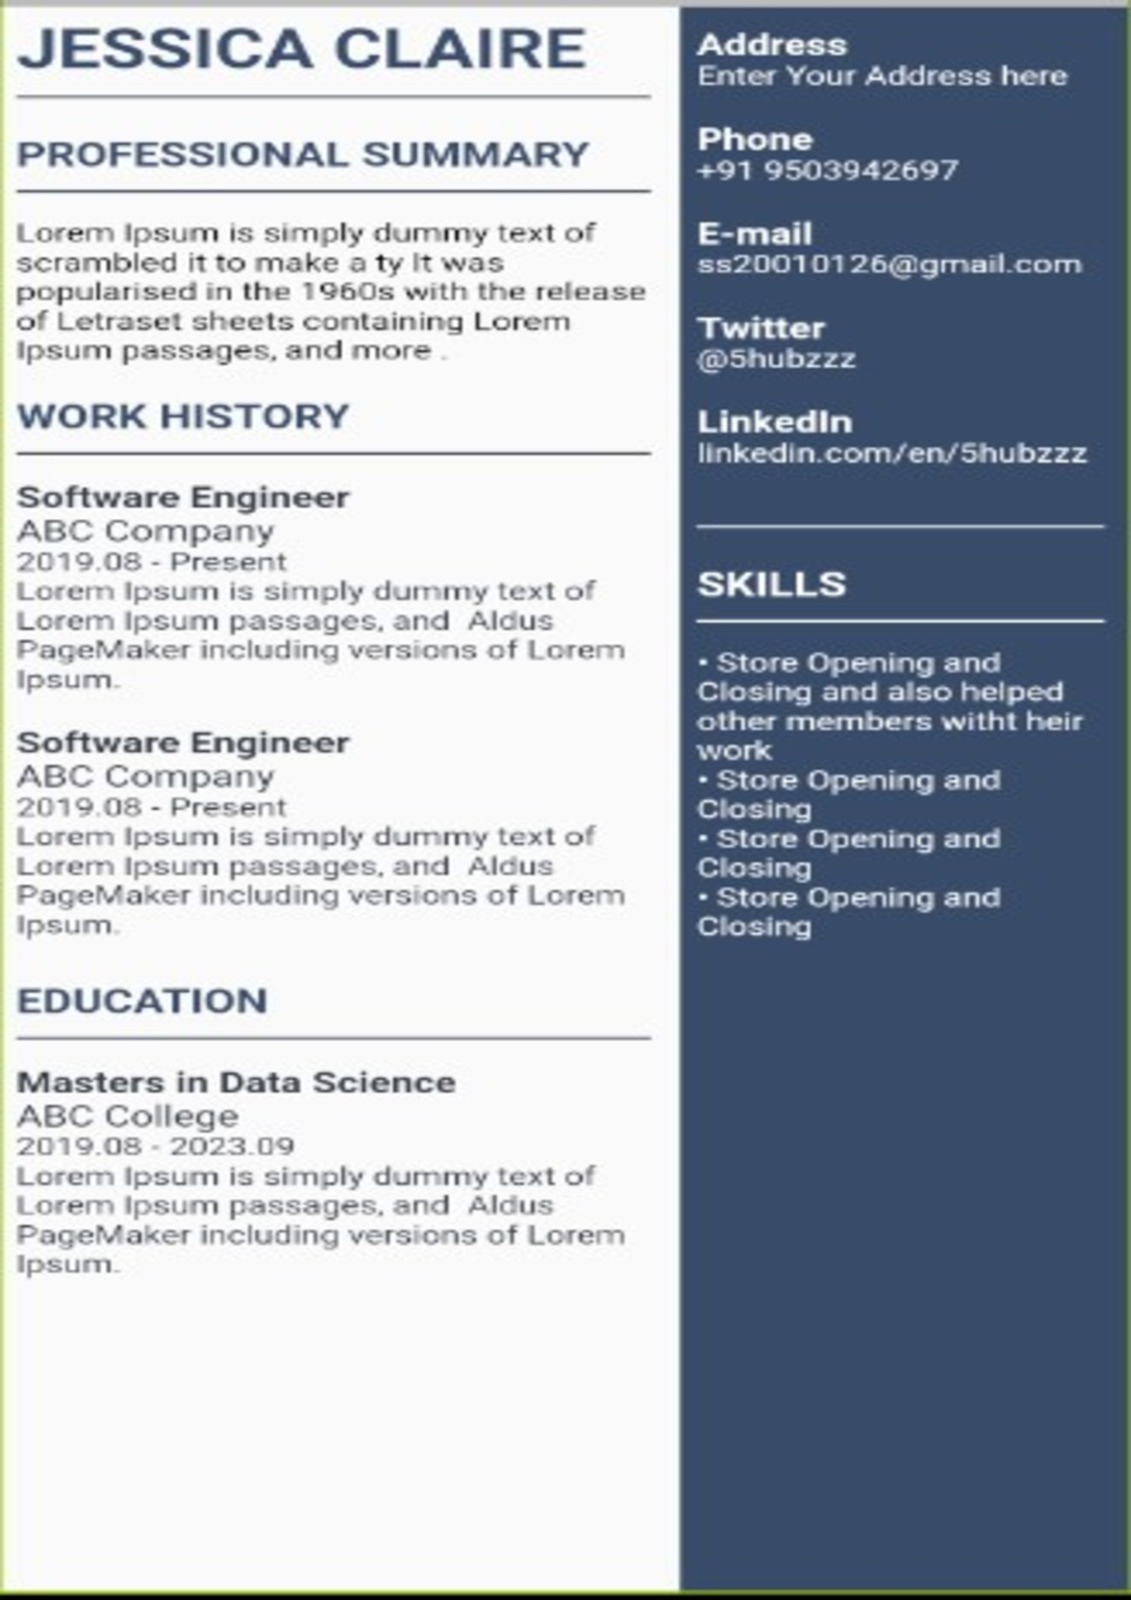 JESSICA CLAIRE
PROFESSIONAL SUMMARY
Lorem Ipsum is simply dummy text of
scrambled it to make a ty It was
popularised in the 1960s with the release
of Letraset sheets containing Lorem
Ipsum passages, and more .
WORK HISTORY
Software Engineer
ABC Company
2019.08 - Present
Lorem Ipsum is simply dummy text of
Lorem Ipsum passages, and  Aldus
PageMaker including versions of Lorem
Ipsum.
Software Engineer
ABC Company
2019.08 - Present
Lorem Ipsum is simply dummy text of
Lorem Ipsum passages, and  Aldus
PageMaker including versions of Lorem
Ipsum.
EDUCATION
Masters in Data Science
ABC College
2019.08 - 2023.09
Lorem Ipsum is simply dummy text of
Lorem Ipsum passages, and  Aldus
PageMaker including versions of Lorem
Ipsum.
Address
Enter Your Address here
Phone
+91 9503942697
E-mail
ss20010126@gmail.com
Twitter
@5hubzzz
LinkedIn
linkedin.com/en/5hubzzz
SKILLS
• Store Opening and
Closing and also helped
other members witht heir
work
• Store Opening and
Closing
• Store Opening and
Closing
• Store Opening and
Closing